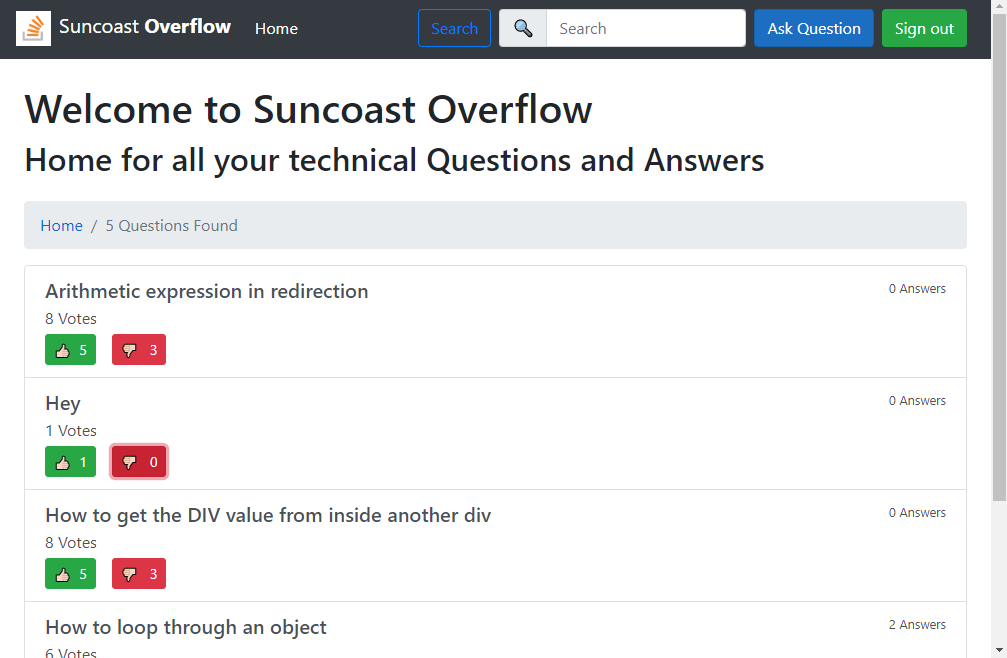 Suncoast Overflow Home Search Search Ask Question Sign out
Welcome to Suncoast Overflow
Home for all your technical Questions and Answers
Home / 5 Questions Found
Arithmetic expression in redirection 0 Answers
8 Votes
5 3
Hey 0 Answers
1 Votes
1 0
How to get the DIV value from inside another div 0 Answers
8 Votes
5 3
How to loop through an object 2 Answers
6 Votes